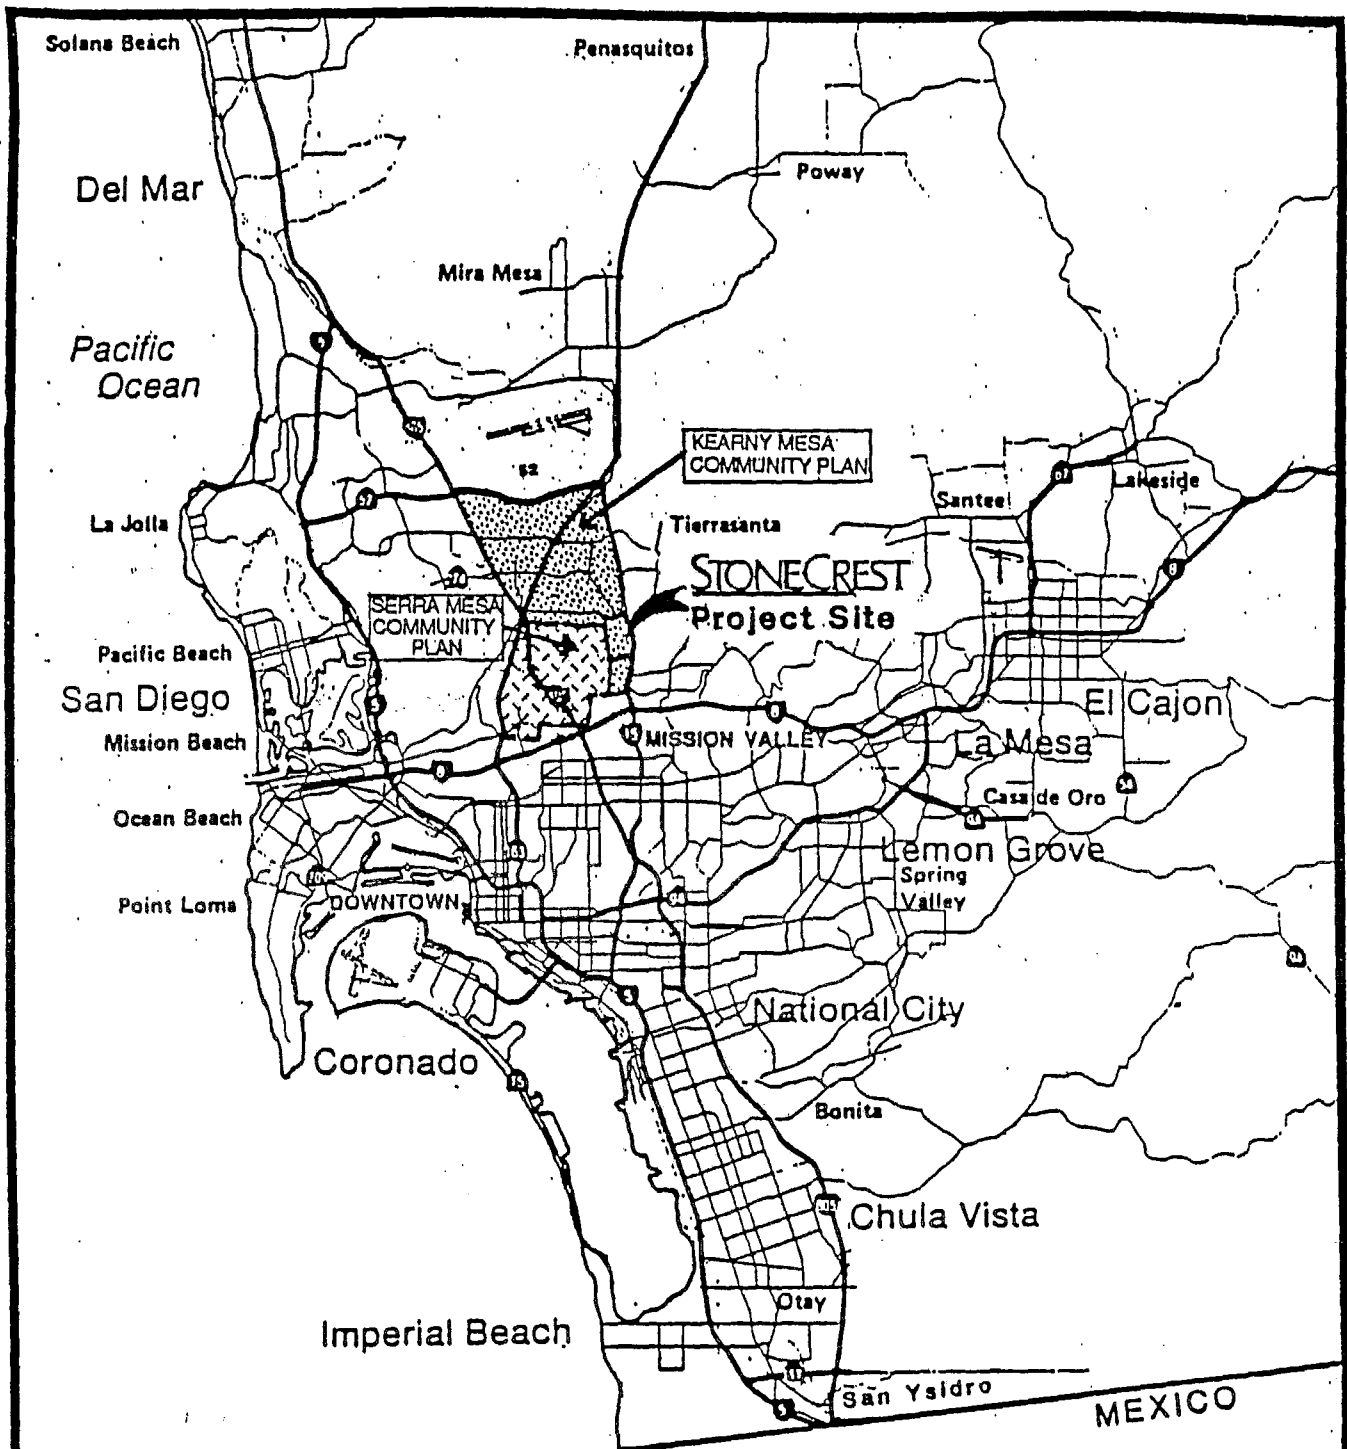 Solana Beach
Penasquitos
Poway
Del Mar
Mira Mesa
Pacific
Ocean
KEARNY MESA
COMMUNITY PLAN
52
Lakeside
Santee
La Jolla
Tierrasanta
STONECREST
Project Site
SERRA MESA
COMMUNITY
PLAN
Pacific Beach
San Diego
El Cajon
Mission Beach
MISSION VALLEY
La Mesa
Casa de Oro
Ocean Beach
Lemon Grove
Spring
Valley
Point Loma
DOWNTOWN
National City
Coronado
Bonita
805
Chula Vista
Otay
Imperial Beach
San Ysidro
MEXICO